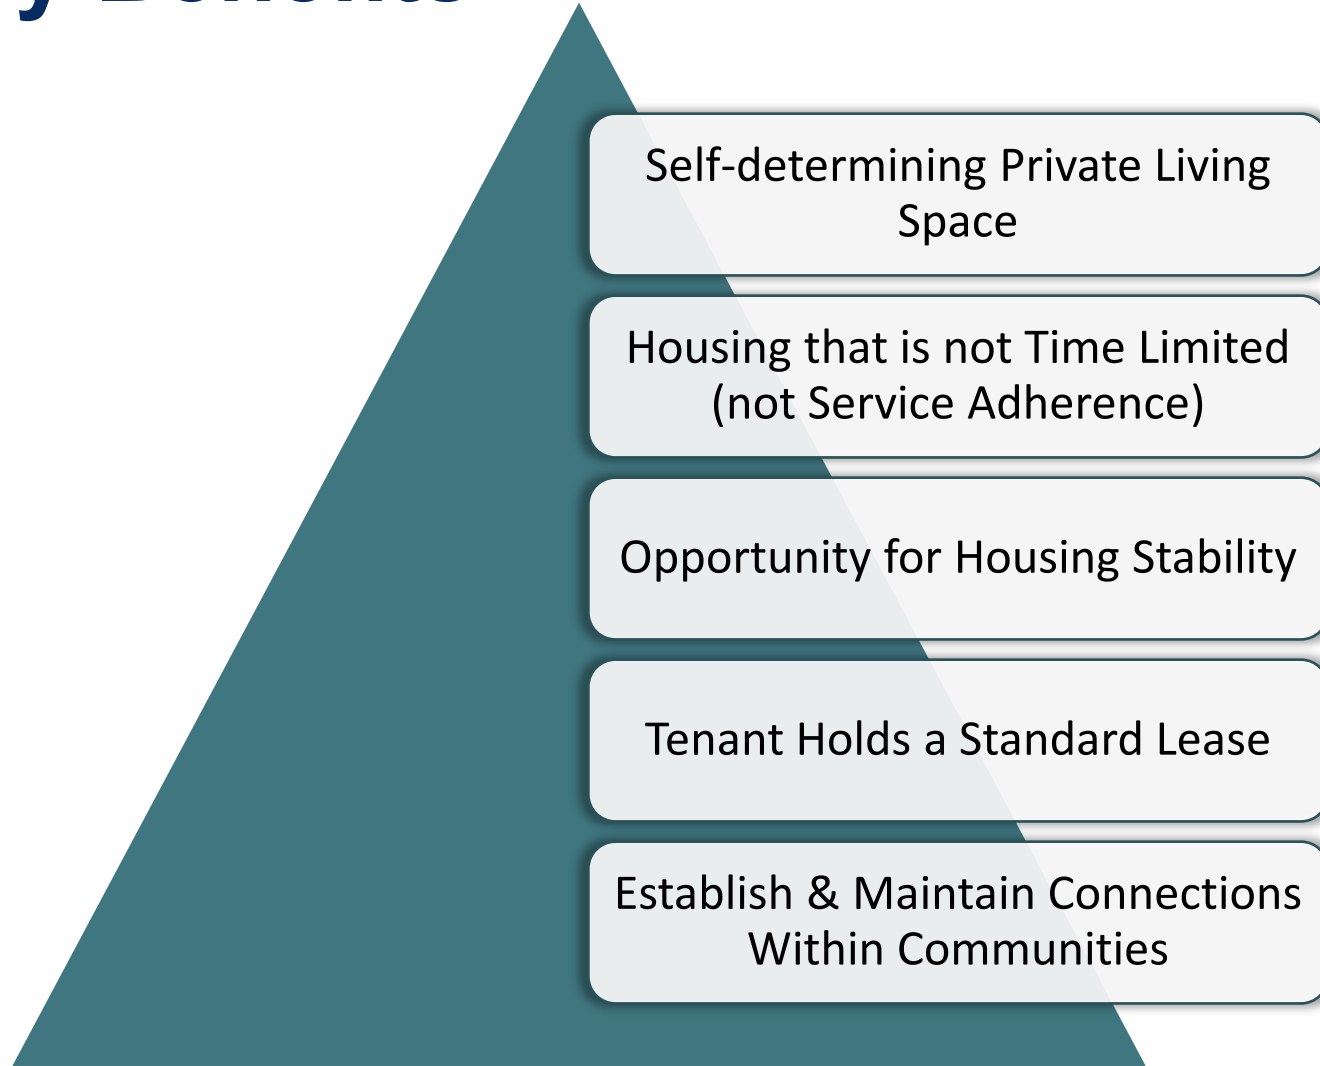 Self-determining Private Living
Space
Housing that is not Time Limited
(not Service Adherence)
Opportunity for Housing Stability
Tenant Holds a Standard Lease
Establish & Maintain Connections
Within Communities